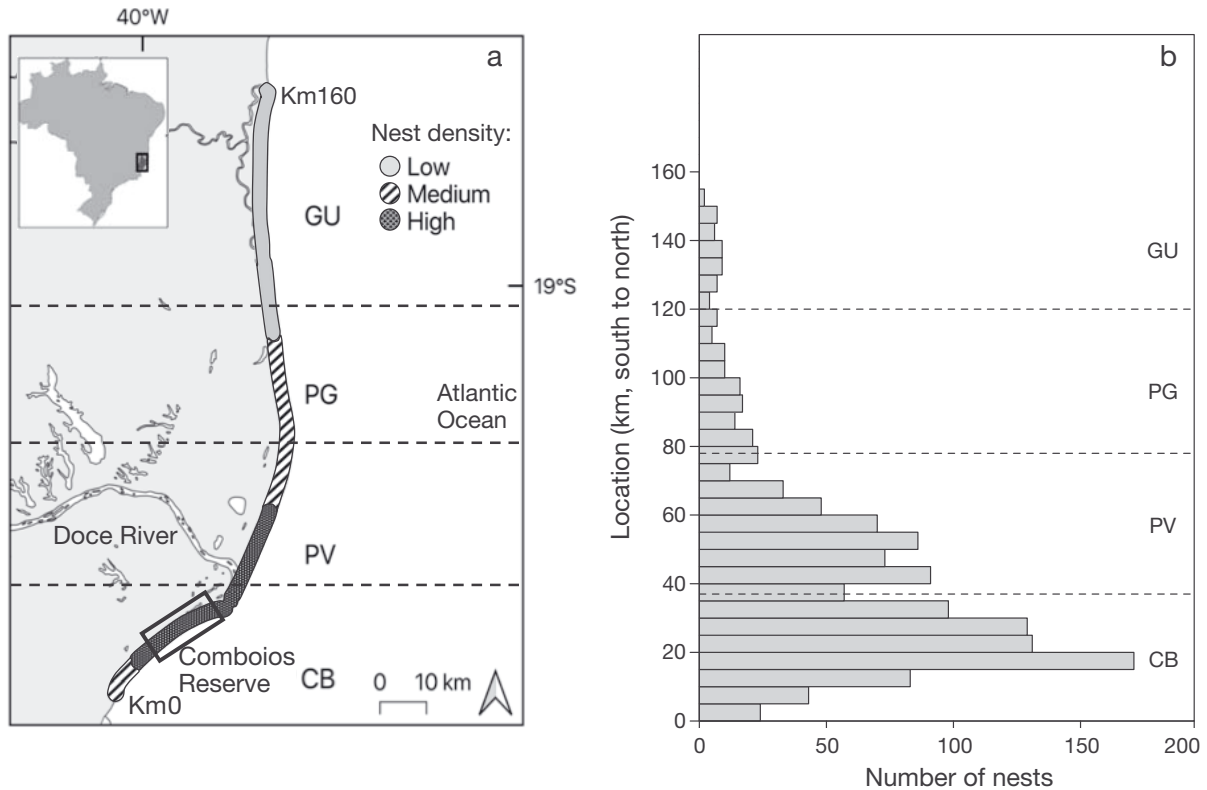 40°W
a
Km160
Nest density:
Low
Medium
High
GU
19°S
PG
Atlantic
Ocean
Doce River
PV
Comboios
Reserve
CB
0 10 km
Km0
b
Location (km, south to north)
160
140
120
100
80
60
40
20
0
GU
PG
PV
CB
0 50 100 150 200
Number of nests